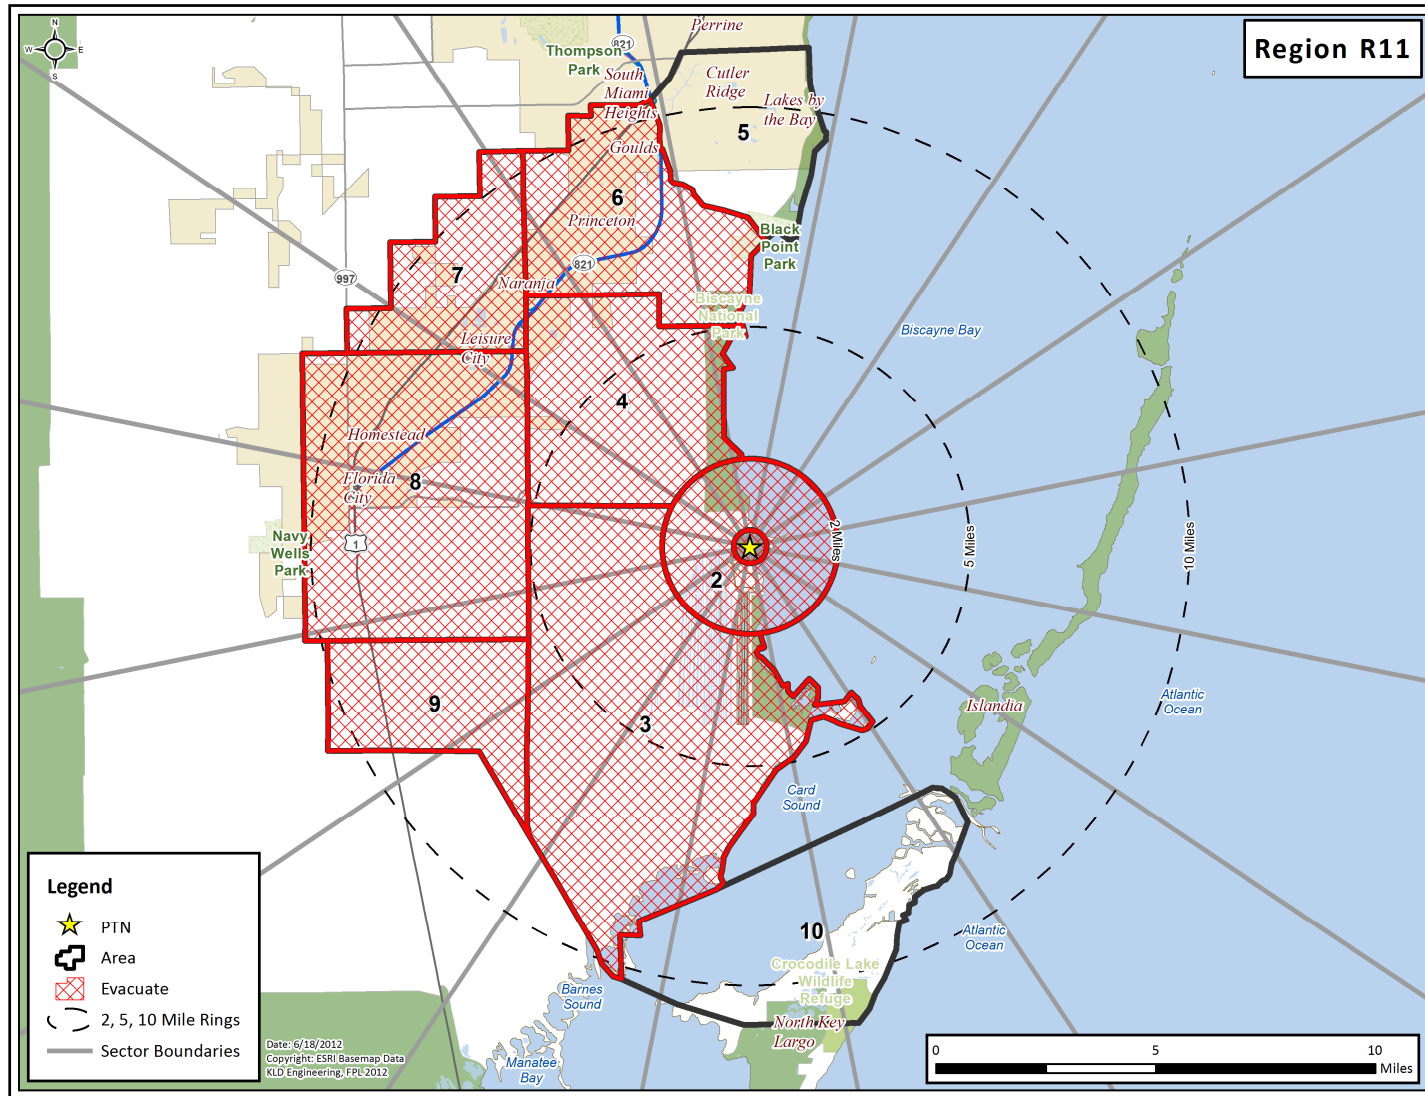 Region R11
N
W E
S
Perrine
821
Thompson
Park
South
Miami
Heights
Cutler
Ridge
Lakes by
the Bay
5
Goulds
6
Princeton
Black
Point
Park
821
7
997
Naranja
Biscayne
National
Park
Biscayne Bay
Leisure
City
4
Homestead
8
Florida
City
Navy
Wells
Park
1
2 Miles
5 Miles
10 Miles
2
9
3
Islandia
Atlantic
Ocean
Card
Sound
10
Atlantic
Ocean
Crocodile Lake
Wildlife
Refuge
Barnes
Sound
North Key
Largo
Manatee
Bay
Legend
PTN
Area
Evacuate
2, 5, 10 Mile Rings
Sector Boundaries
Date: 6/18/2012
Copyright: ESRI Basemap Data
KLD Engineering, FPL 2012
0 5 10
Miles